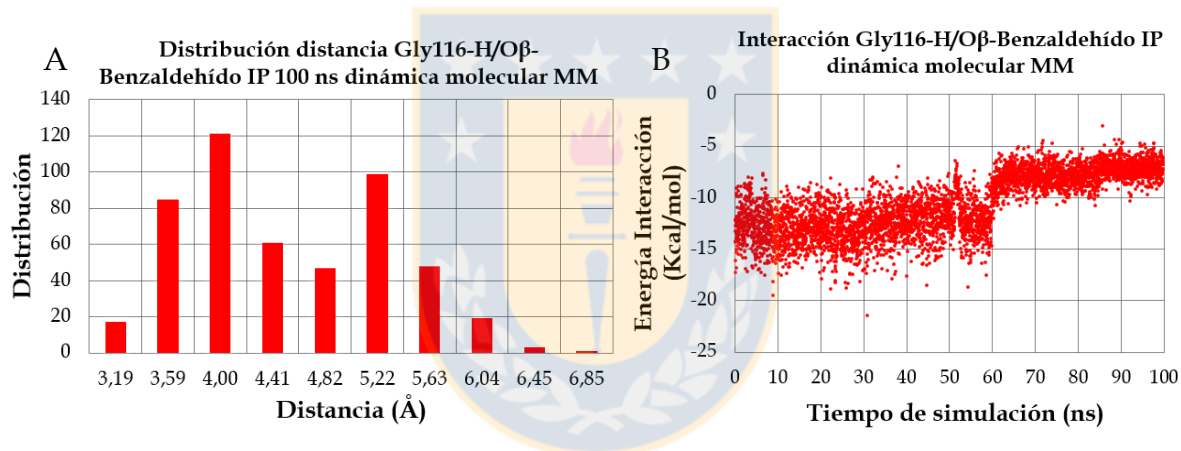 A
Distribución distancia Gly116-H/Oβ-
Benzaldehído IP 100 ns dinámica molecular MM
140
120
100
80
60
40
20
0
Distribución
3,19 3,59 4,00 4,41 4,82 5,22 5,63 6,04 6,45 6,85
Distancia (Å)
B
Interacción Gly116-H/Oβ-Benzaldehído IP
dinámica molecular MM
0
-5
-10
-15
-20
-25
Energía Interacción
(Kcal/mol)
0 10 20 30 40 50 60 70 80 90 100
Tiempo de simulación (ns)